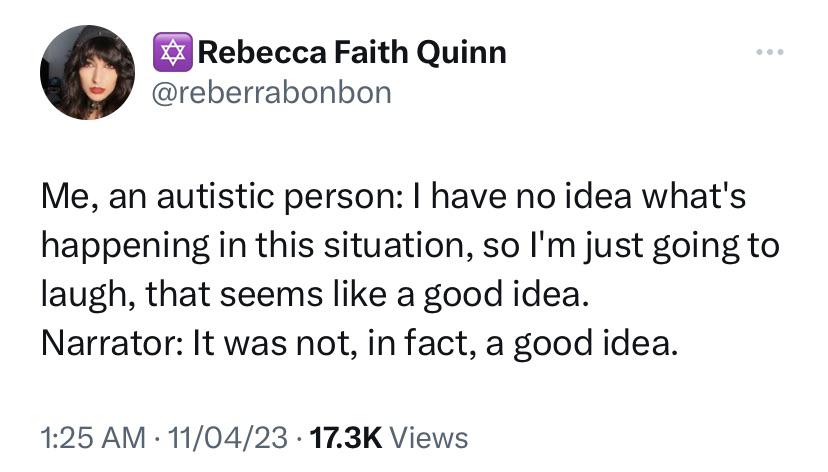 ✡️Rebecca Faith Quinn
@reberrabonbon
Me, an autistic person: I have no idea what's
happening in this situation, so I'm just going to
laugh, that seems like a good idea.
Narrator: It was not, in fact, a good idea.
1:25 AM · 11/04/23 · 17.3K Views